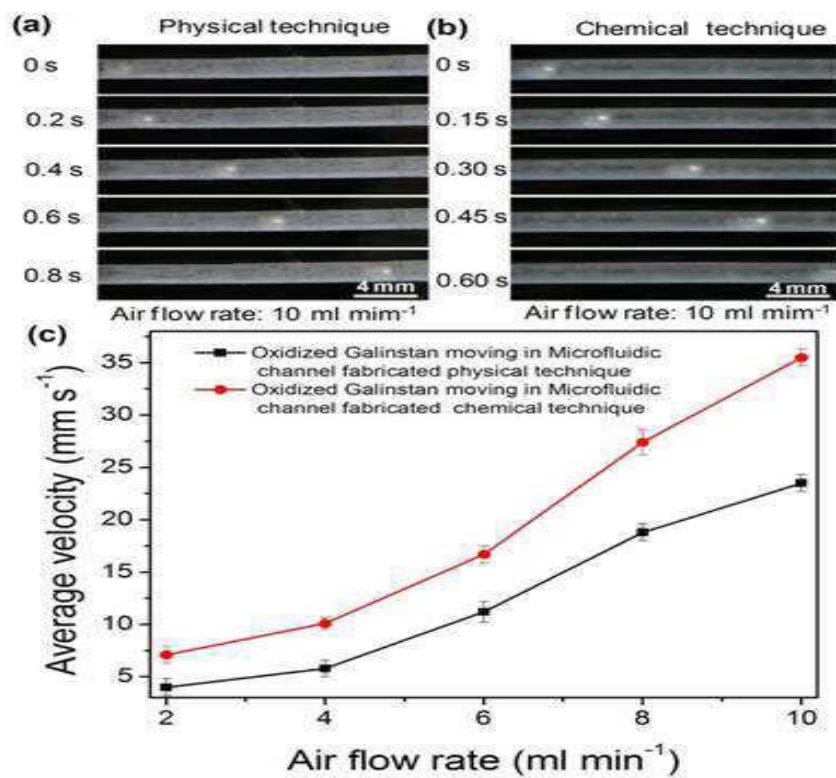 (a) Physical technique
0 s
0.2 s
0.4 s
0.6 s
0.8 s
4 mm
Air flow rate: 10 ml mim⁻¹
(b) Chemical technique
0 s
0.15 s
0.30 s
0.45 s
0.60 s
4 mm
Air flow rate: 10 ml mim⁻¹
(c)
Oxidized Galinstan moving in Microfluidic
channel fabricated physical technique
Oxidized Galinstan moving in Microfluidic
channel fabricated chemical technique
Average velocity (mm s⁻¹)
35
30
25
20
15
10
5
2 4 6 8 10
Air flow rate (ml min⁻¹)